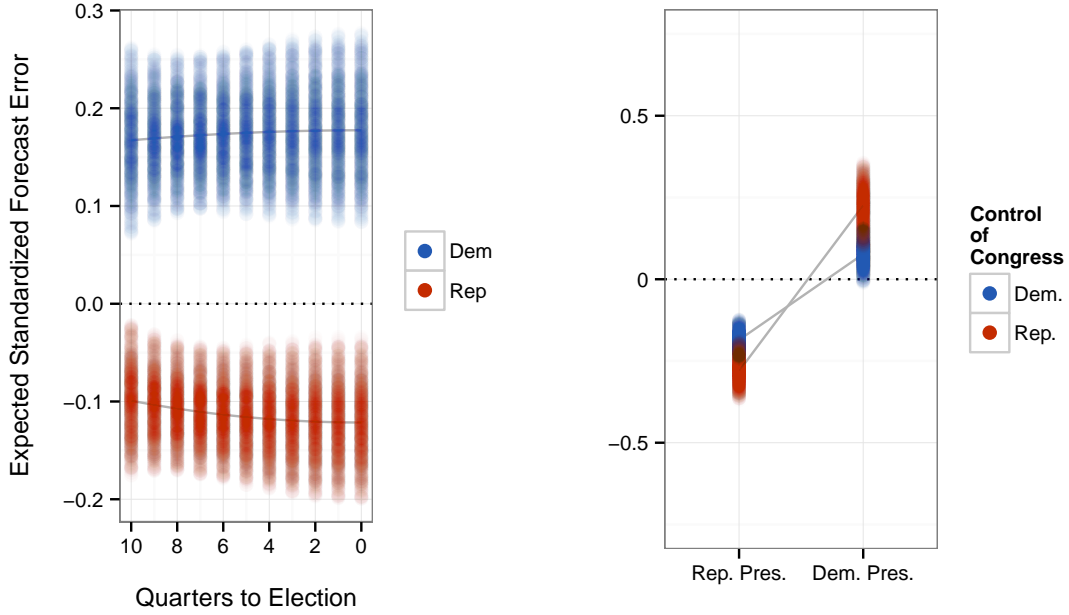 Expected Standardized Forecast Error
0.3
0.2
0.1
0.0
−0.1
−0.2
10 8 6 4 2 0
Quarters to Election
Dem
Rep
0.5
0
−0.5
Rep. Pres. Dem. Pres.
Control
of
Congress
Dem.
Rep.